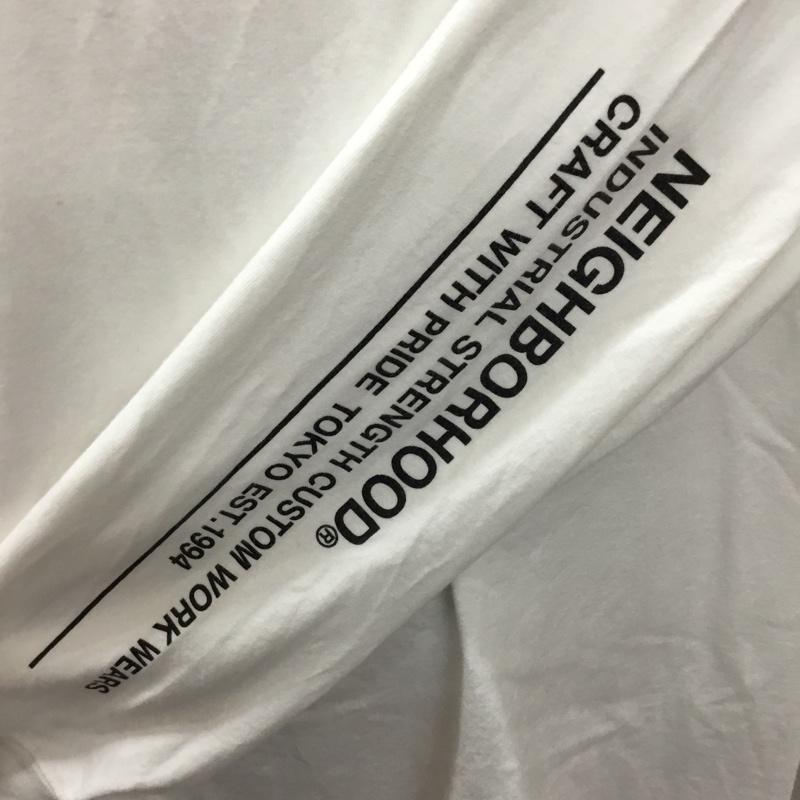 NEIGHBORHOOD®
INDUSTRIAL STRENGTH CUSTOM WORK WEARS
CRAFT WITH PRIDE TOKYO EST.1994